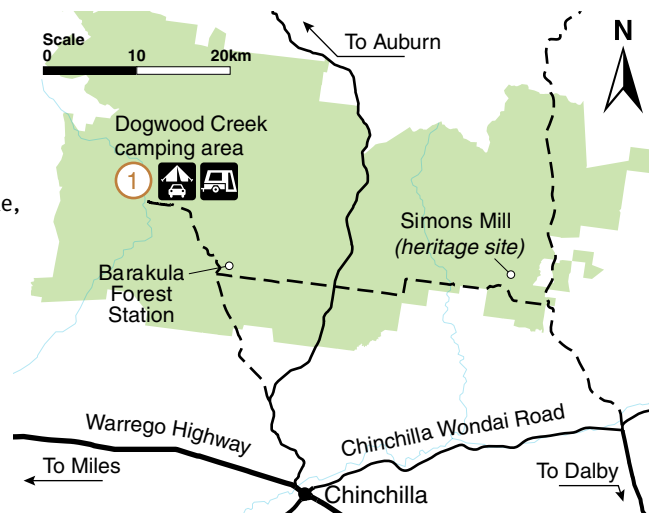 Scale
0 10 20km
To Auburn
N
Dogwood Creek
camping area
1
Simons Mill
(heritage site)
Barakula
Forest
Station
Warrego Highway
Chinchilla Wondai Road
To Miles
To Dalby
Chinchilla